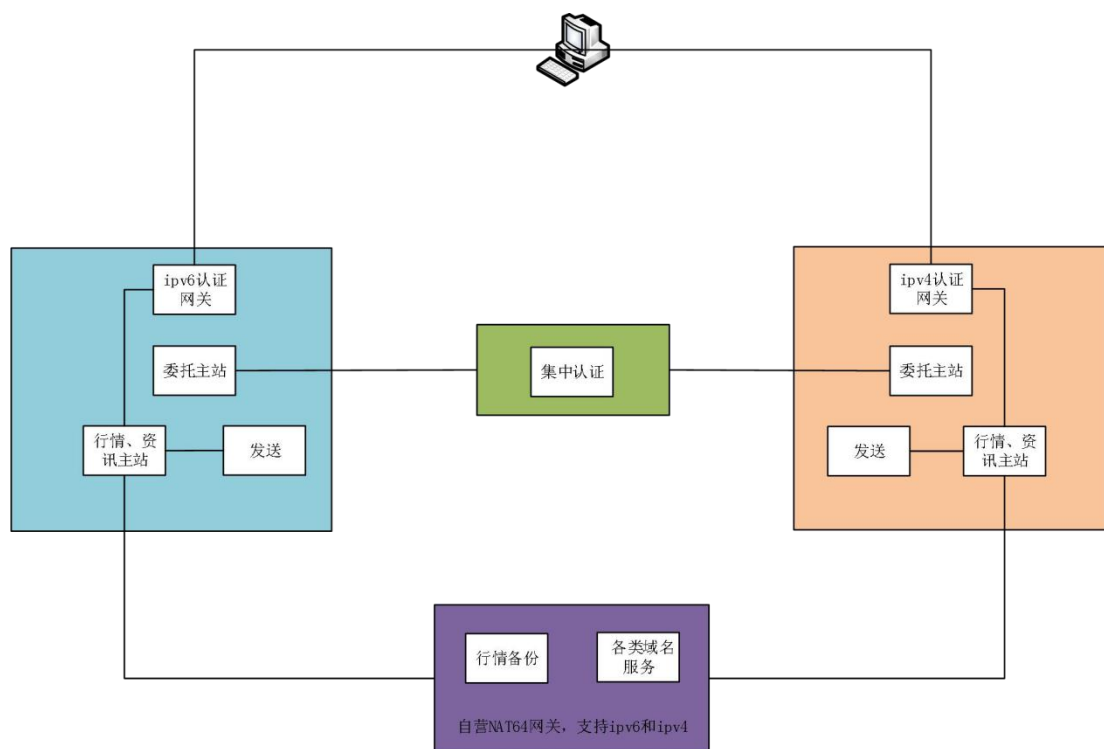 ipv6认证
网关
委托主站
行情、资
讯主站
发送
集中认证
ipv4认证
网关
委托主站
发送
行情、资
讯主站
行情备份
各类域名
服务
自营NAT64网关，支持ipv6和ipv4